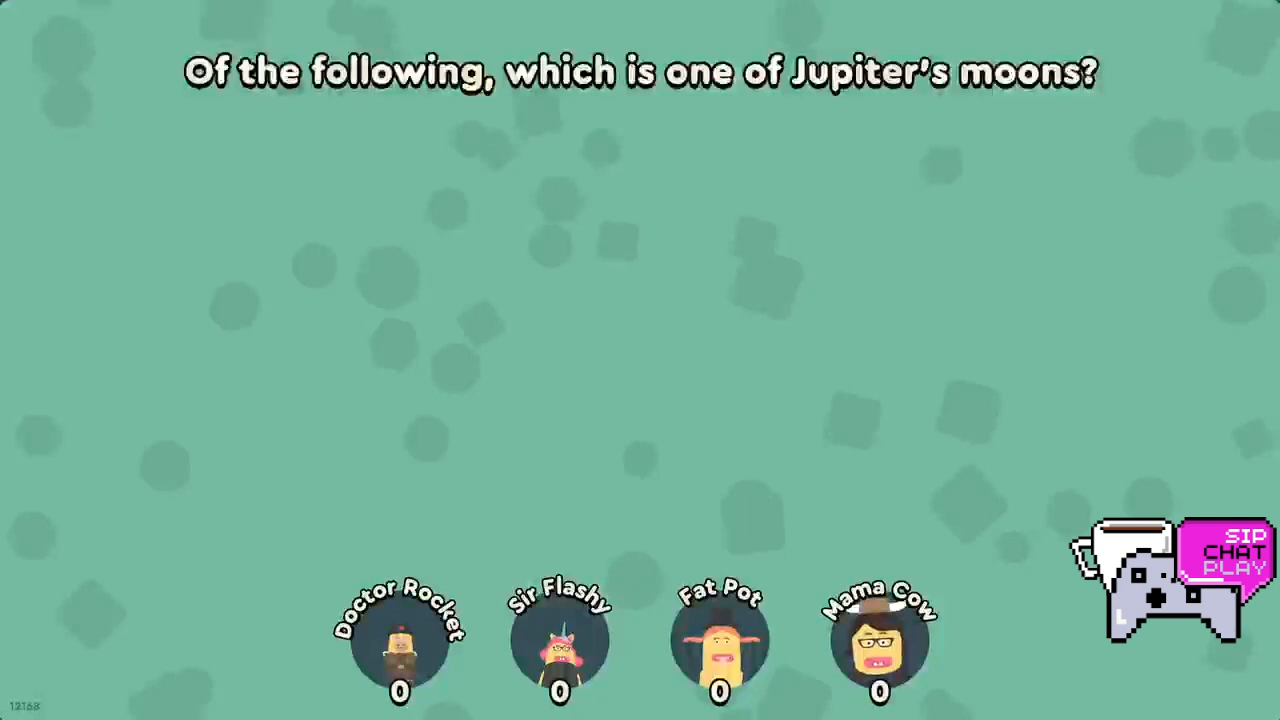 Of the following, which is one of Jupiter's moons?
SIP
CHAT
PLAY
Doctor Rocket
Sir Flashy
Fat Pot
Mama Cow
0
0
0
0
12168